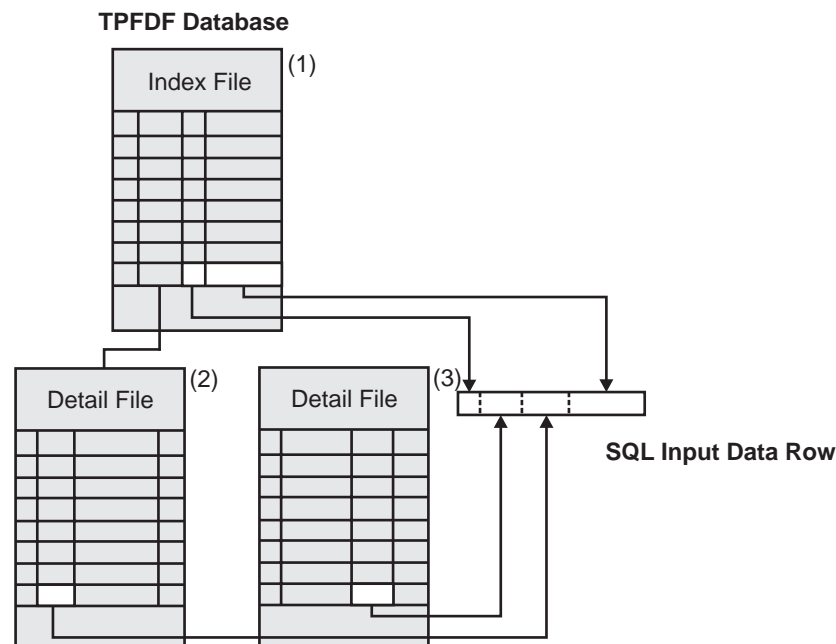 TPFDF Database
Index File
(1)
Detail File
(2)
Detail File
(3)
SQL Input Data Row